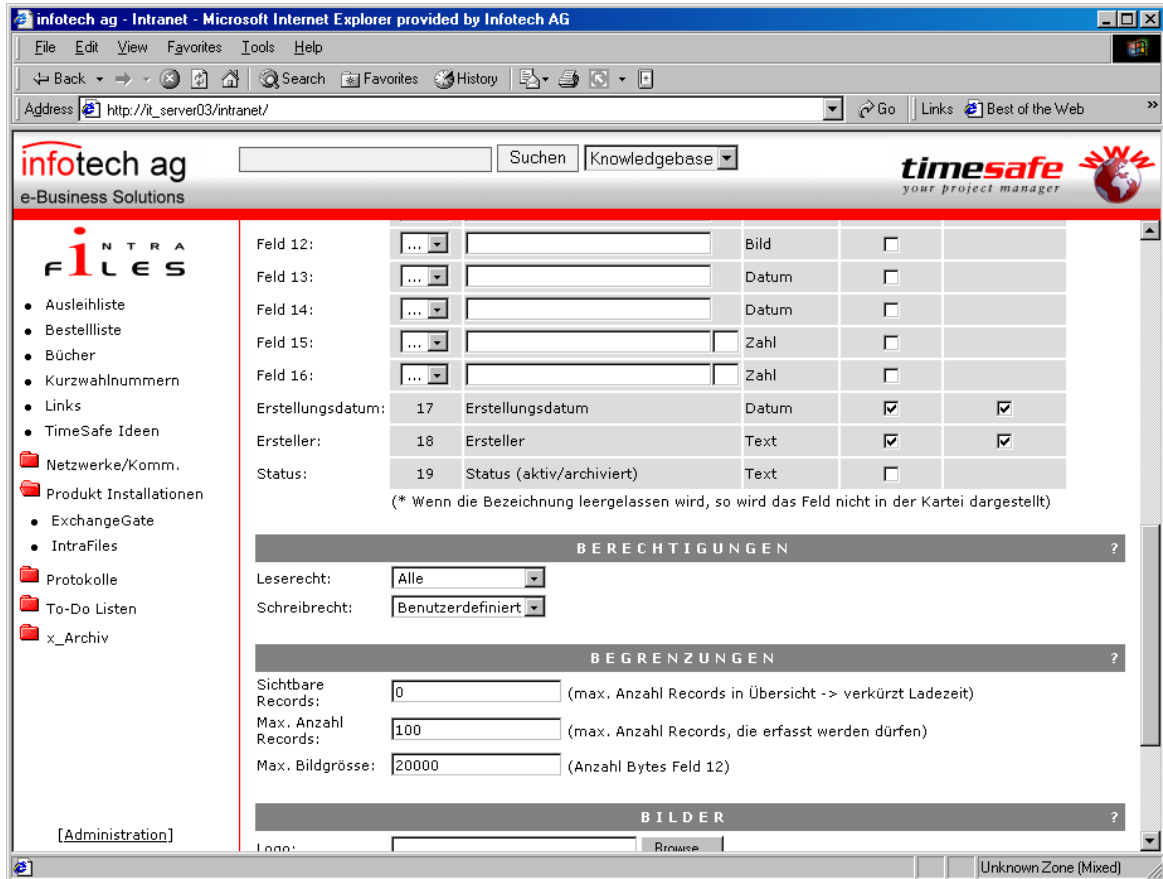 infotech ag - Intranet - Microsoft Internet Explorer provided by Infotech AG
File Edit View Favorites Tools Help
Back Search Favorites History
Address http://it_server03/intranet/ Go Links Best of the Web »
infotech ag
e-Business Solutions
Suchen Knowledgebase
timesafe
your project manager
WWW
INTRA
FILES
Ausleihliste
Bestellliste
Bücher
Kurzwahlnummern
Links
TimeSafe Ideen
Netzwerke/Komm.
Produkt Installationen
ExchangeGate
IntraFiles
Protokolle
To-Do Listen
x_Archiv
[Administration]
Feld 12: ... Bild
Feld 13: ... Datum
Feld 14: ... Datum
Feld 15: ... Zahl
Feld 16: ... Zahl
Erstellungsdatum: 17 Erstellungsdatum Datum
Ersteller: 18 Ersteller Text
Status: 19 Status (aktiv/archiviert) Text
(* Wenn die Bezeichnung leergelassen wird, so wird das Feld nicht in der Kartei dargestellt)
BERECHTIGUNGEN ?
Leserecht: Alle
Schreibrecht: Benutzerdefiniert
BEGRENZUNGEN ?
Sichtbare
Records: 0 (max. Anzahl Records in Übersicht -> verkürzt Ladezeit)
Max. Anzahl
Records: 100 (max. Anzahl Records, die erfasst werden dürfen)
Max. Bildgrösse: 20000 (Anzahl Bytes Feld 12)
BILDER ?
Logo: Browse...
Unknown Zone (Mixed)